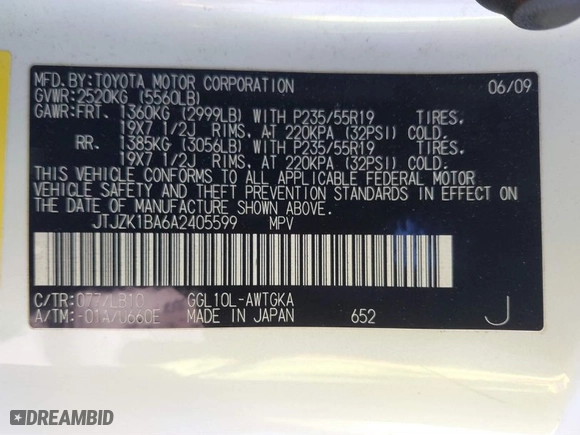 MFD.BY:TOYOTA MOTOR CORPORATION 06/09
GVWR:2520KG (5560LB)
GAWR:FRT. 1360KG (2999LB) WITH P235/55R19 TIRES.
19X7 1/2J RIMS. AT 220KPA (32PSI) COLD.
RR. 1385KG (3056LB) WITH P235/55R19 TIRES.
19X7 1/2J RIMS. AT 220KPA (32PSI) COLD.
THIS VEHICLE CONFORMS TO ALL APPLICABLE FEDERAL MOTOR
VEHICLE SAFETY AND THEFT PREVENTION STANDARDS IN EFFECT ON
THE DATE OF MANUFACTURE SHOWN ABOVE.
JTJZK1BA6A2405599 MPV
C/TR:077/LB10 GGL10L-AWTGKA J
A/TM:-01A/U660E MADE IN JAPAN 652
DREAMBID